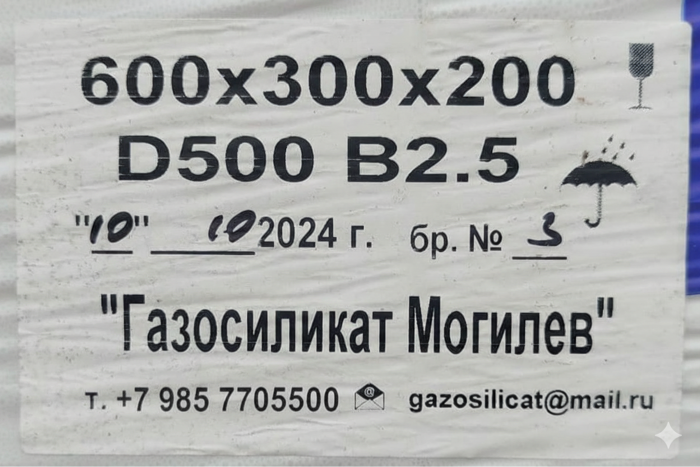 600x300x200
D500 B2.5
"10" 10 2024 г. бр. № 3
"Газосиликат Могилев"
т. +7 985 7705500 gazosilicat@mail.ru